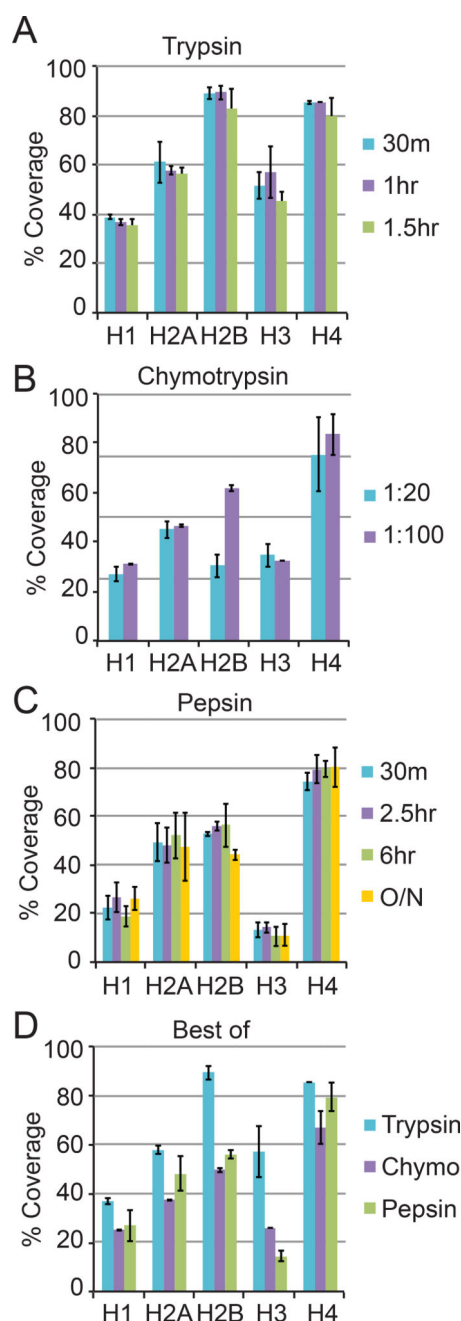 A
Trypsin
% Coverage
100
80
60
40
20
0
H1 H2A H2B H3 H4
30m
1hr
1.5hr
B
Chymotrypsin
% Coverage
100
80
60
40
20
0
H1 H2A H2B H3 H4
1:20
1:100
C
Pepsin
% Coverage
100
80
60
40
20
0
H1 H2A H2B H3 H4
30m
2.5hr
6hr
O/N
D
Best of
% Coverage
100
80
60
40
20
0
H1 H2A H2B H3 H4
Trypsin
Chymo
Pepsin